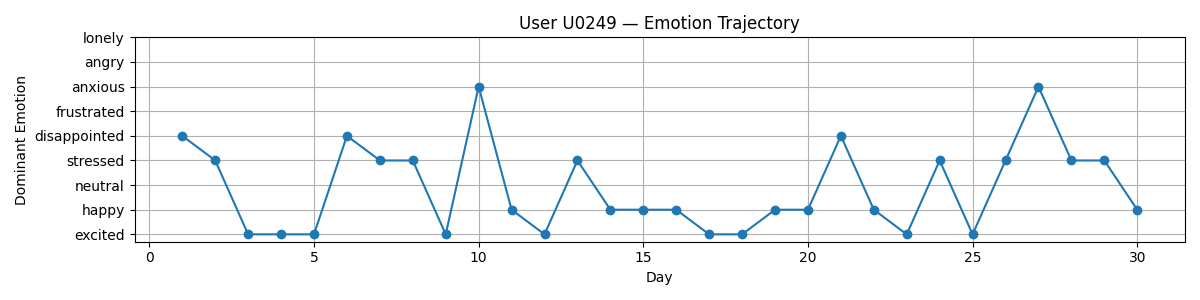 User U0249 — Emotion Trajectory
Dominant Emotion
lonely
angry
anxious
frustrated
disappointed
stressed
neutral
happy
excited
0 5 10 15 20 25 30
Day